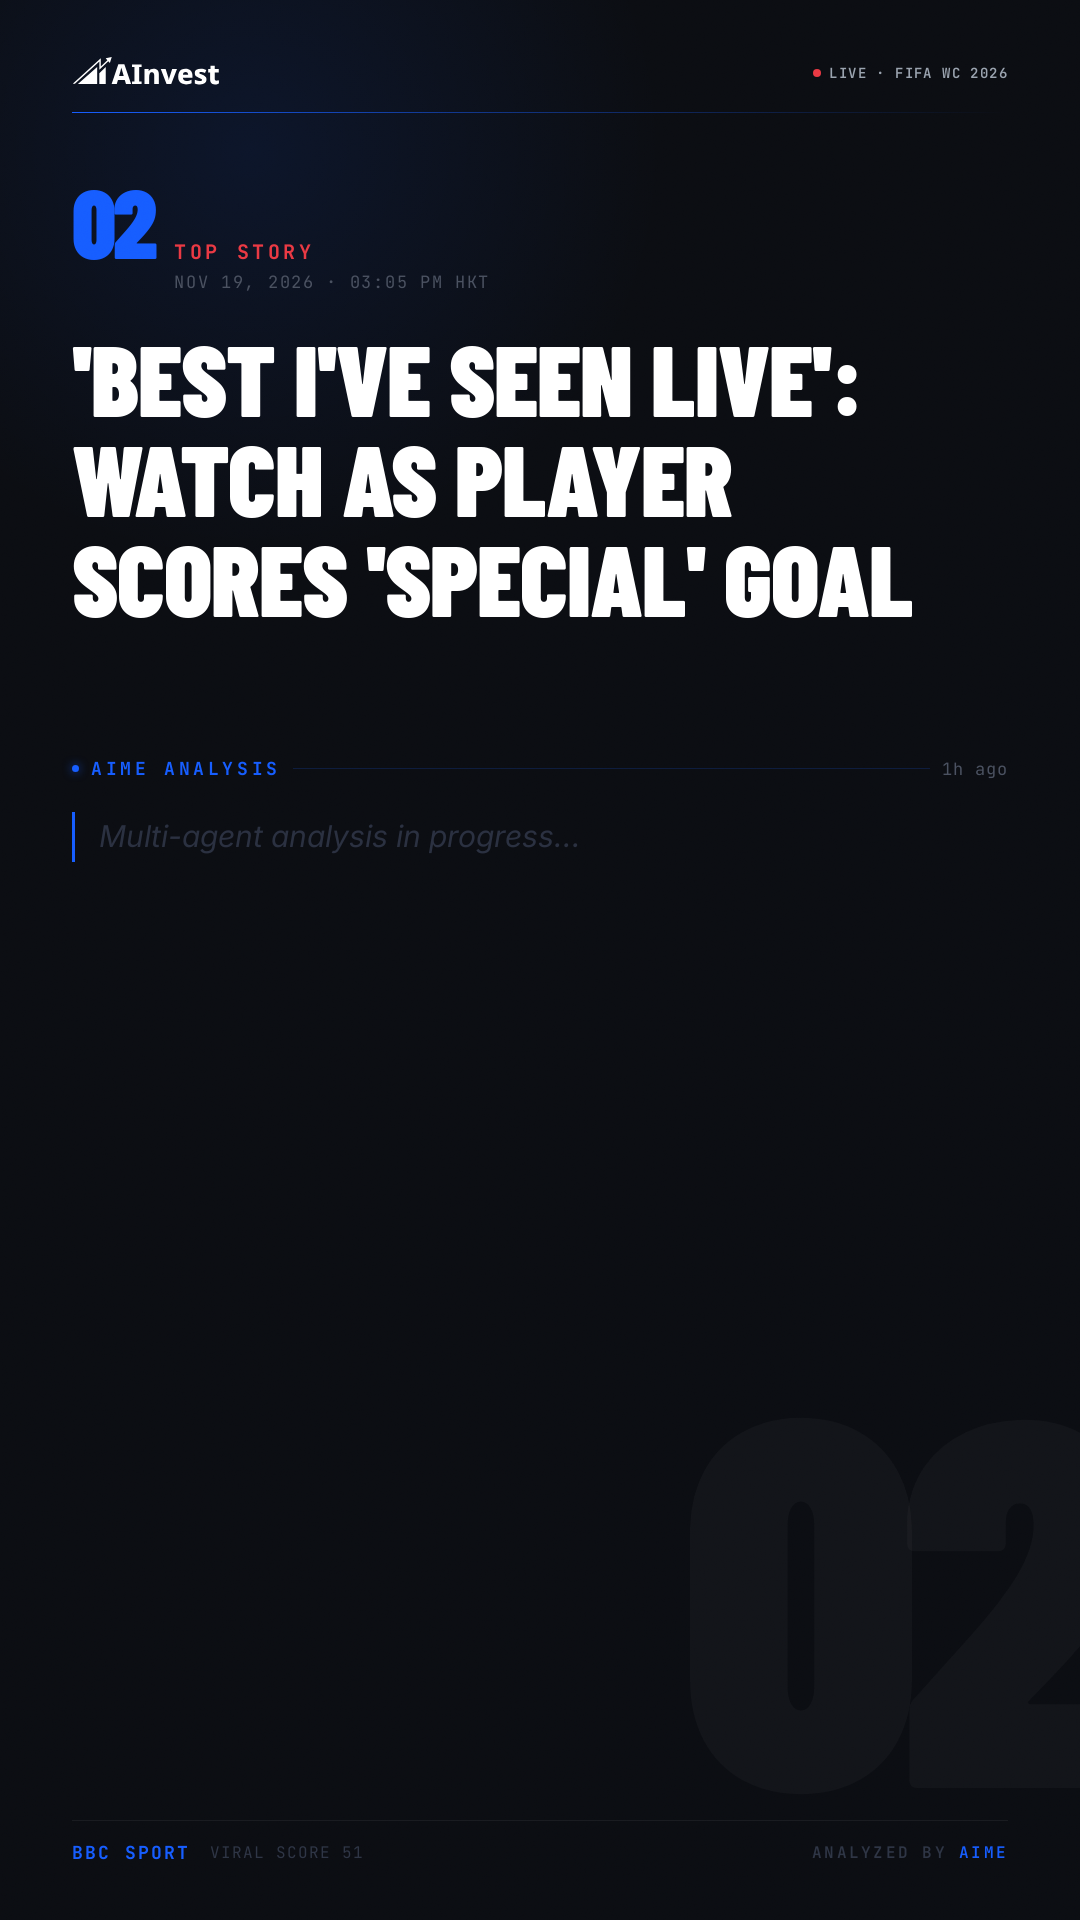 AInvest
LIVE · FIFA WC 2026
02
TOP STORY
NOV 19, 2026 · 03:05 PM HKT
'BEST I'VE SEEN LIVE':
WATCH AS PLAYER
SCORES 'SPECIAL' GOAL
AIME ANALYSIS
1h ago
Multi-agent analysis in progress...
02
BBC SPORT VIRAL SCORE 51
ANALYZED BY AIME